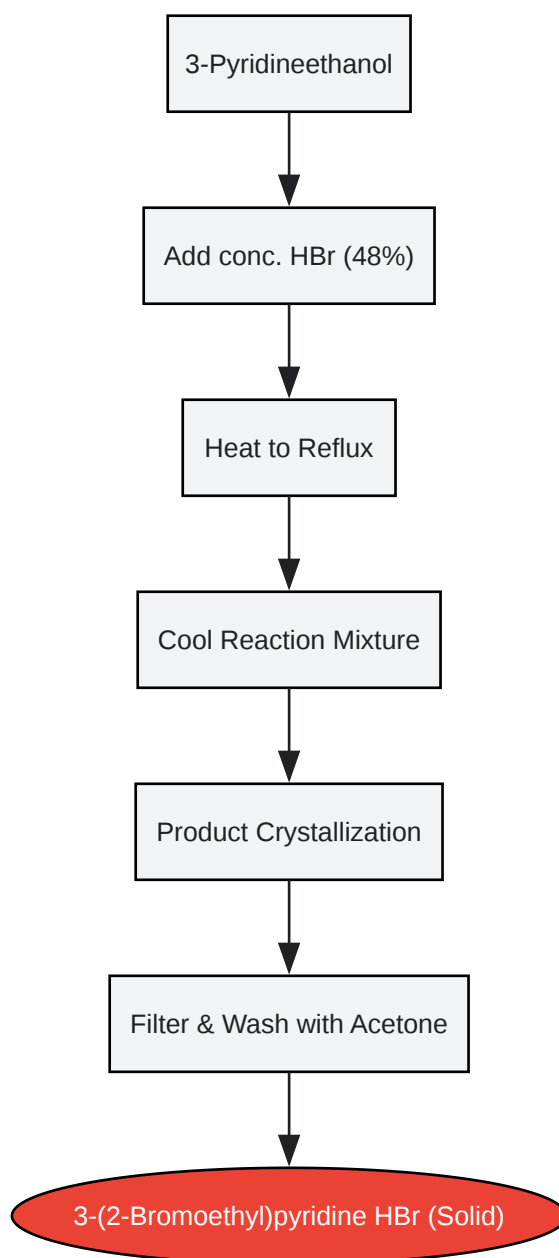 3-Pyridineethanol
Add conc. HBr (48%)
Heat to Reflux
Cool Reaction Mixture
Product Crystallization
Filter & Wash with Acetone
3-(2-Bromoethyl)pyridine HBr (Solid)